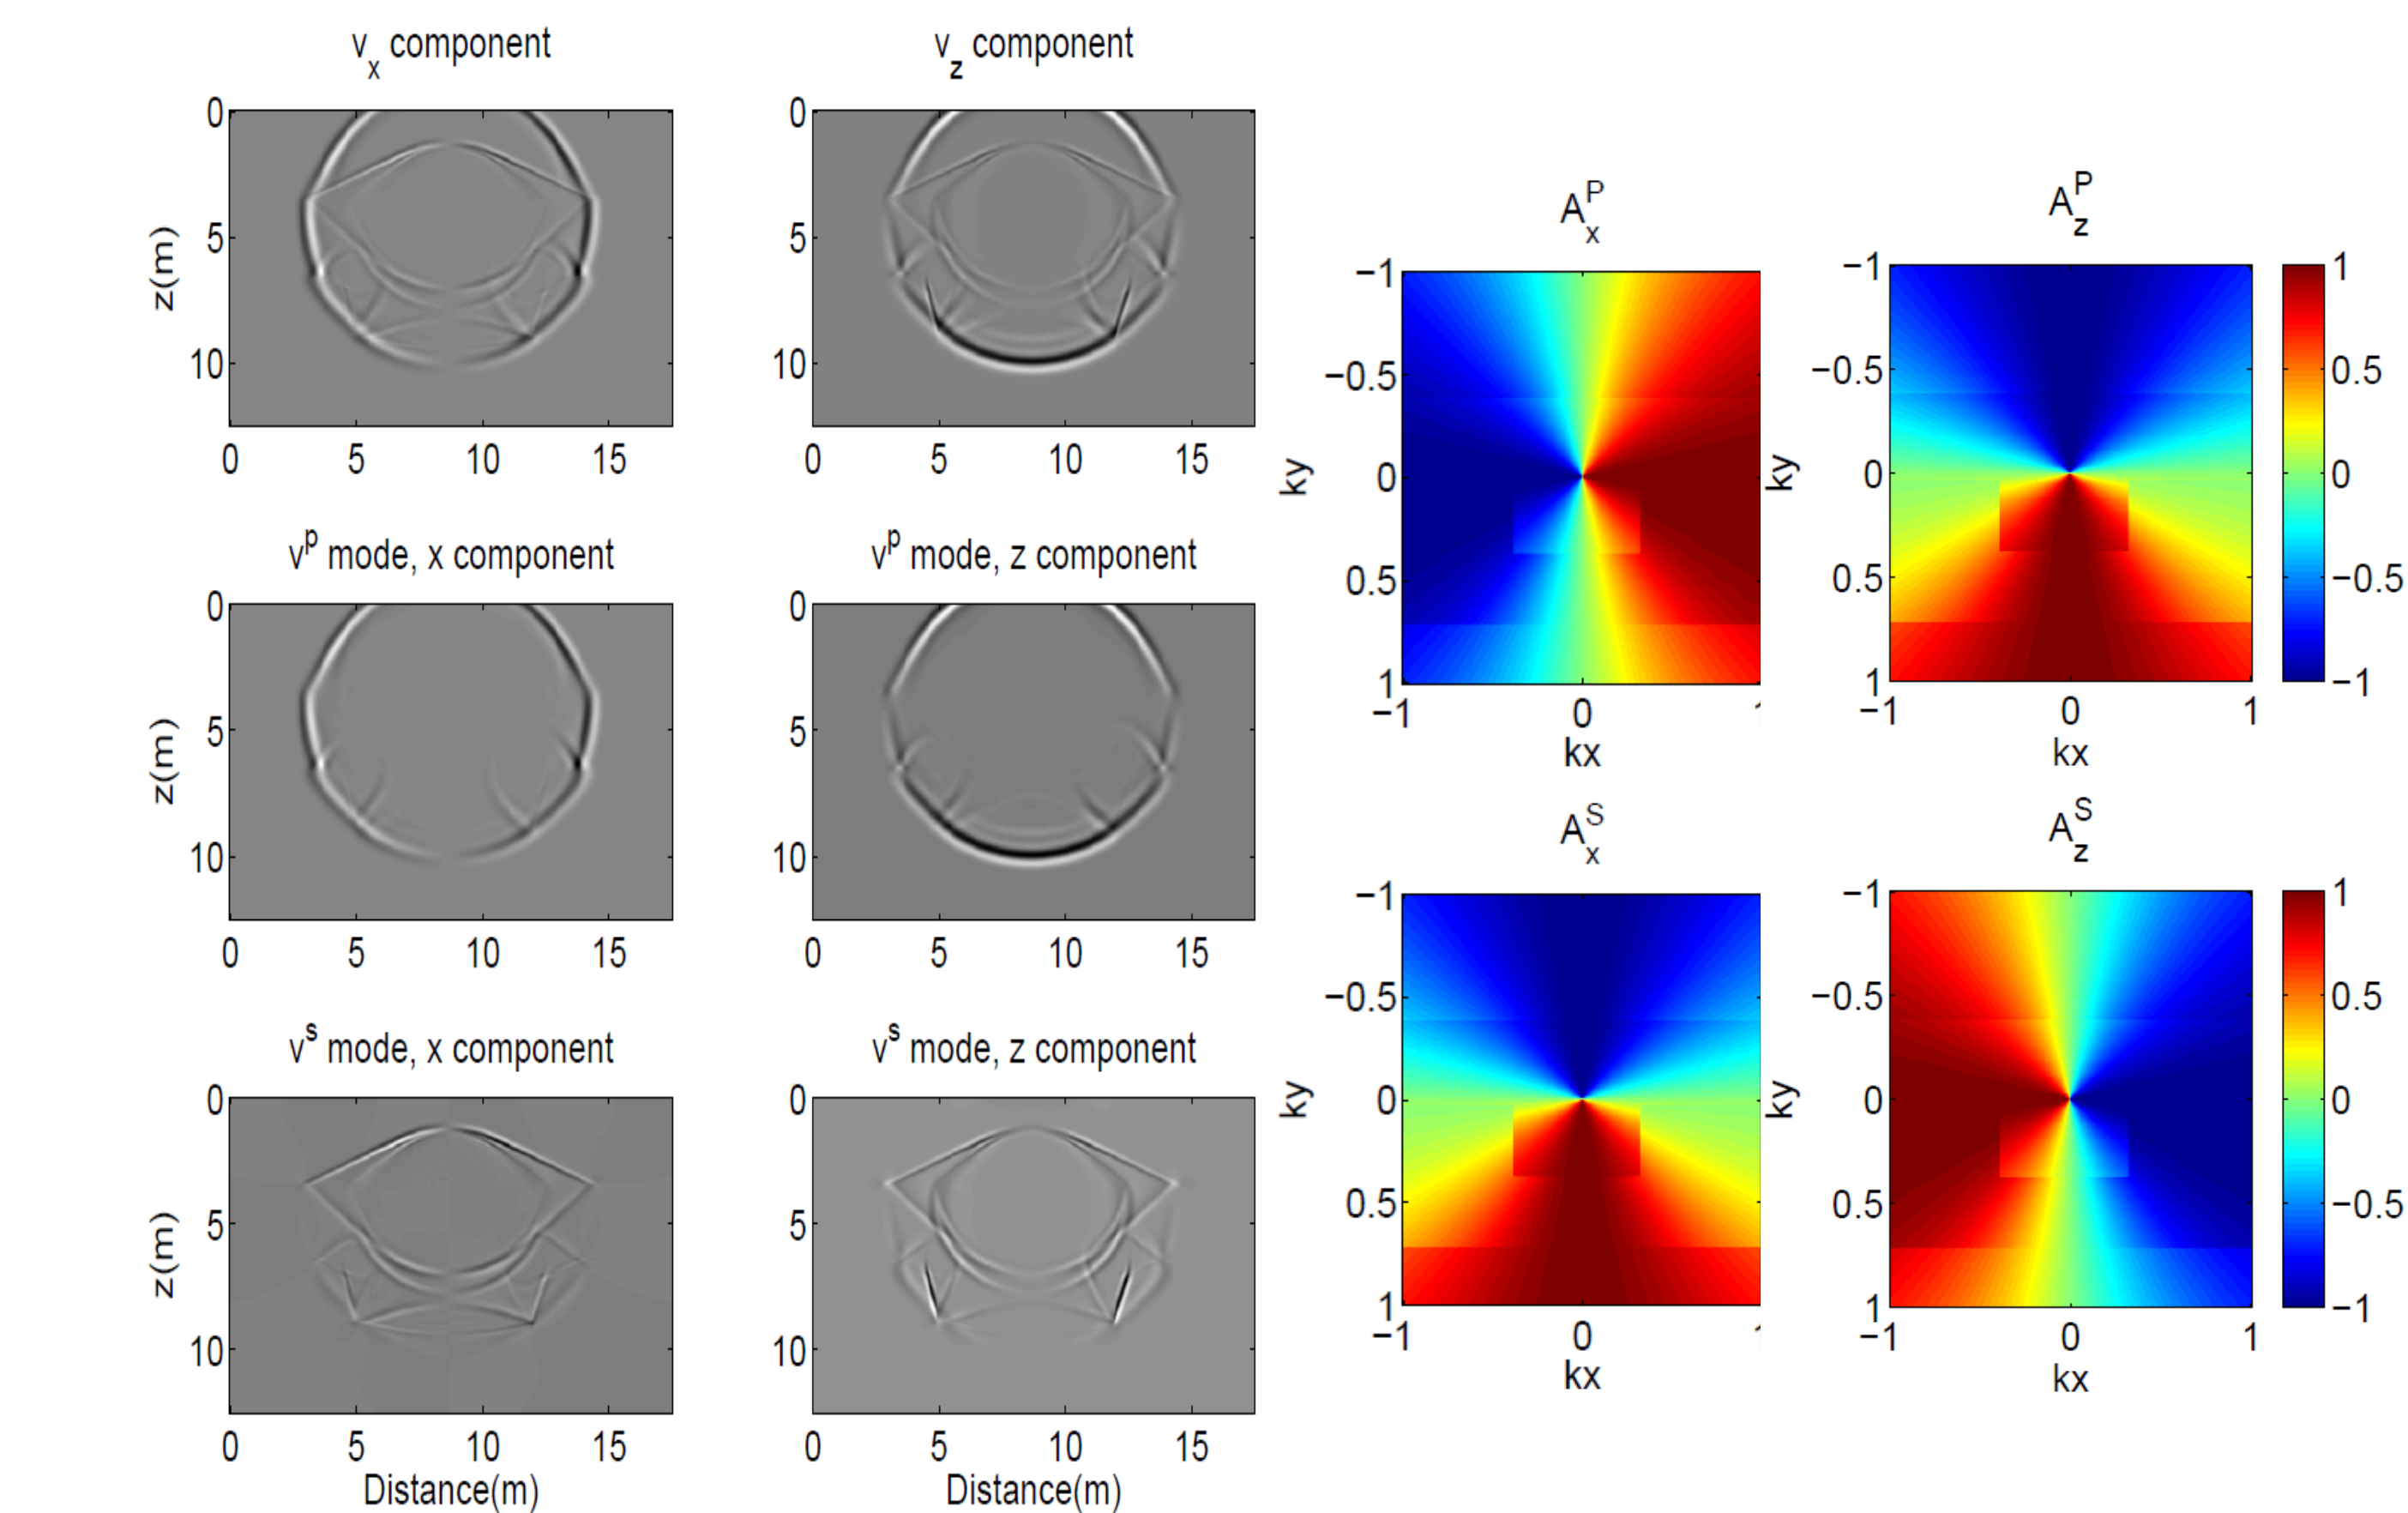 v_x component
0
5
10
z(m)
0 5 10 15
v_z component
0
5
10
0 5 10 15
v^p mode, x component
0
5
10
z(m)
0 5 10 15
v^p mode, z component
0
5
10
0 5 10 15
v^s mode, x component
0
5
10
z(m)
0 5 10 15
Distance(m)
v^s mode, z component
0
5
10
0 5 10 15
Distance(m)
A_x^P
−1
−0.5
0
0.5
1
ky
−1 0
kx
A_z^P
−1
−0.5
0
0.5
1
ky
−1 0 1
kx
1
0.5
0
−0.5
−1
A_x^S
−1
−0.5
0
0.5
1
ky
−1 0
kx
A_z^S
−1
−0.5
0
0.5
1
ky
−1 0 1
kx
1
0.5
0
−0.5
−1